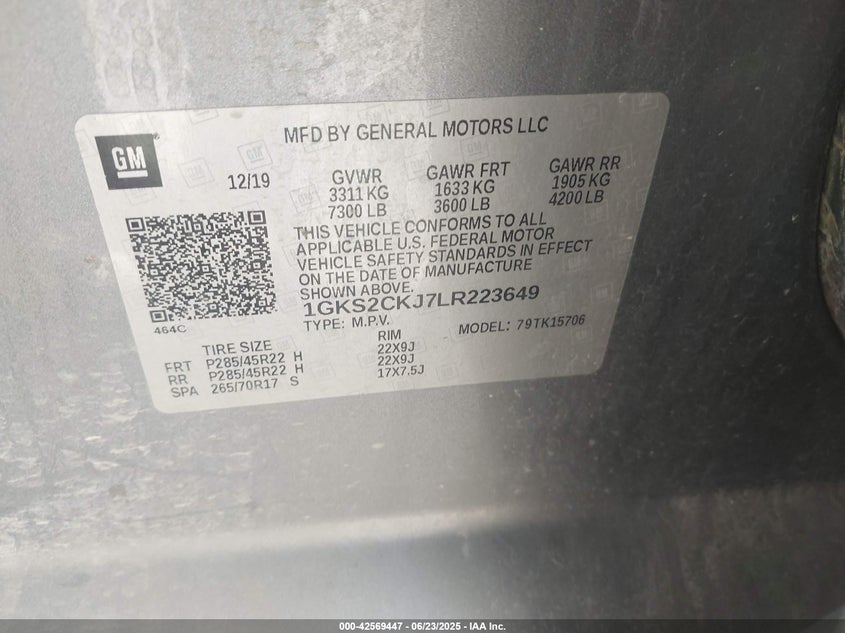 GM
MFD BY GENERAL MOTORS LLC
12/19
GVWR
3311 KG
7300 LB
GAWR FRT
1633 KG
3600 LB
GAWR RR
1905 KG
4200 LB
THIS VEHICLE CONFORMS TO ALL
APPLICABLE U.S. FEDERAL MOTOR
VEHICLE SAFETY STANDARDS IN EFFECT
ON THE DATE OF MANUFACTURE
SHOWN ABOVE.
1GKS2CKJ7LR223649
TYPE: M.P.V.
MODEL: 79TK15706
464C
TIRE SIZE RIM
FRT P285/45R22 H 22X9J
RR P285/45R22 H 22X9J
SPA 265/70R17 S 17X7.5J
000-42569447 - 06/23/2025 - IAA Inc.